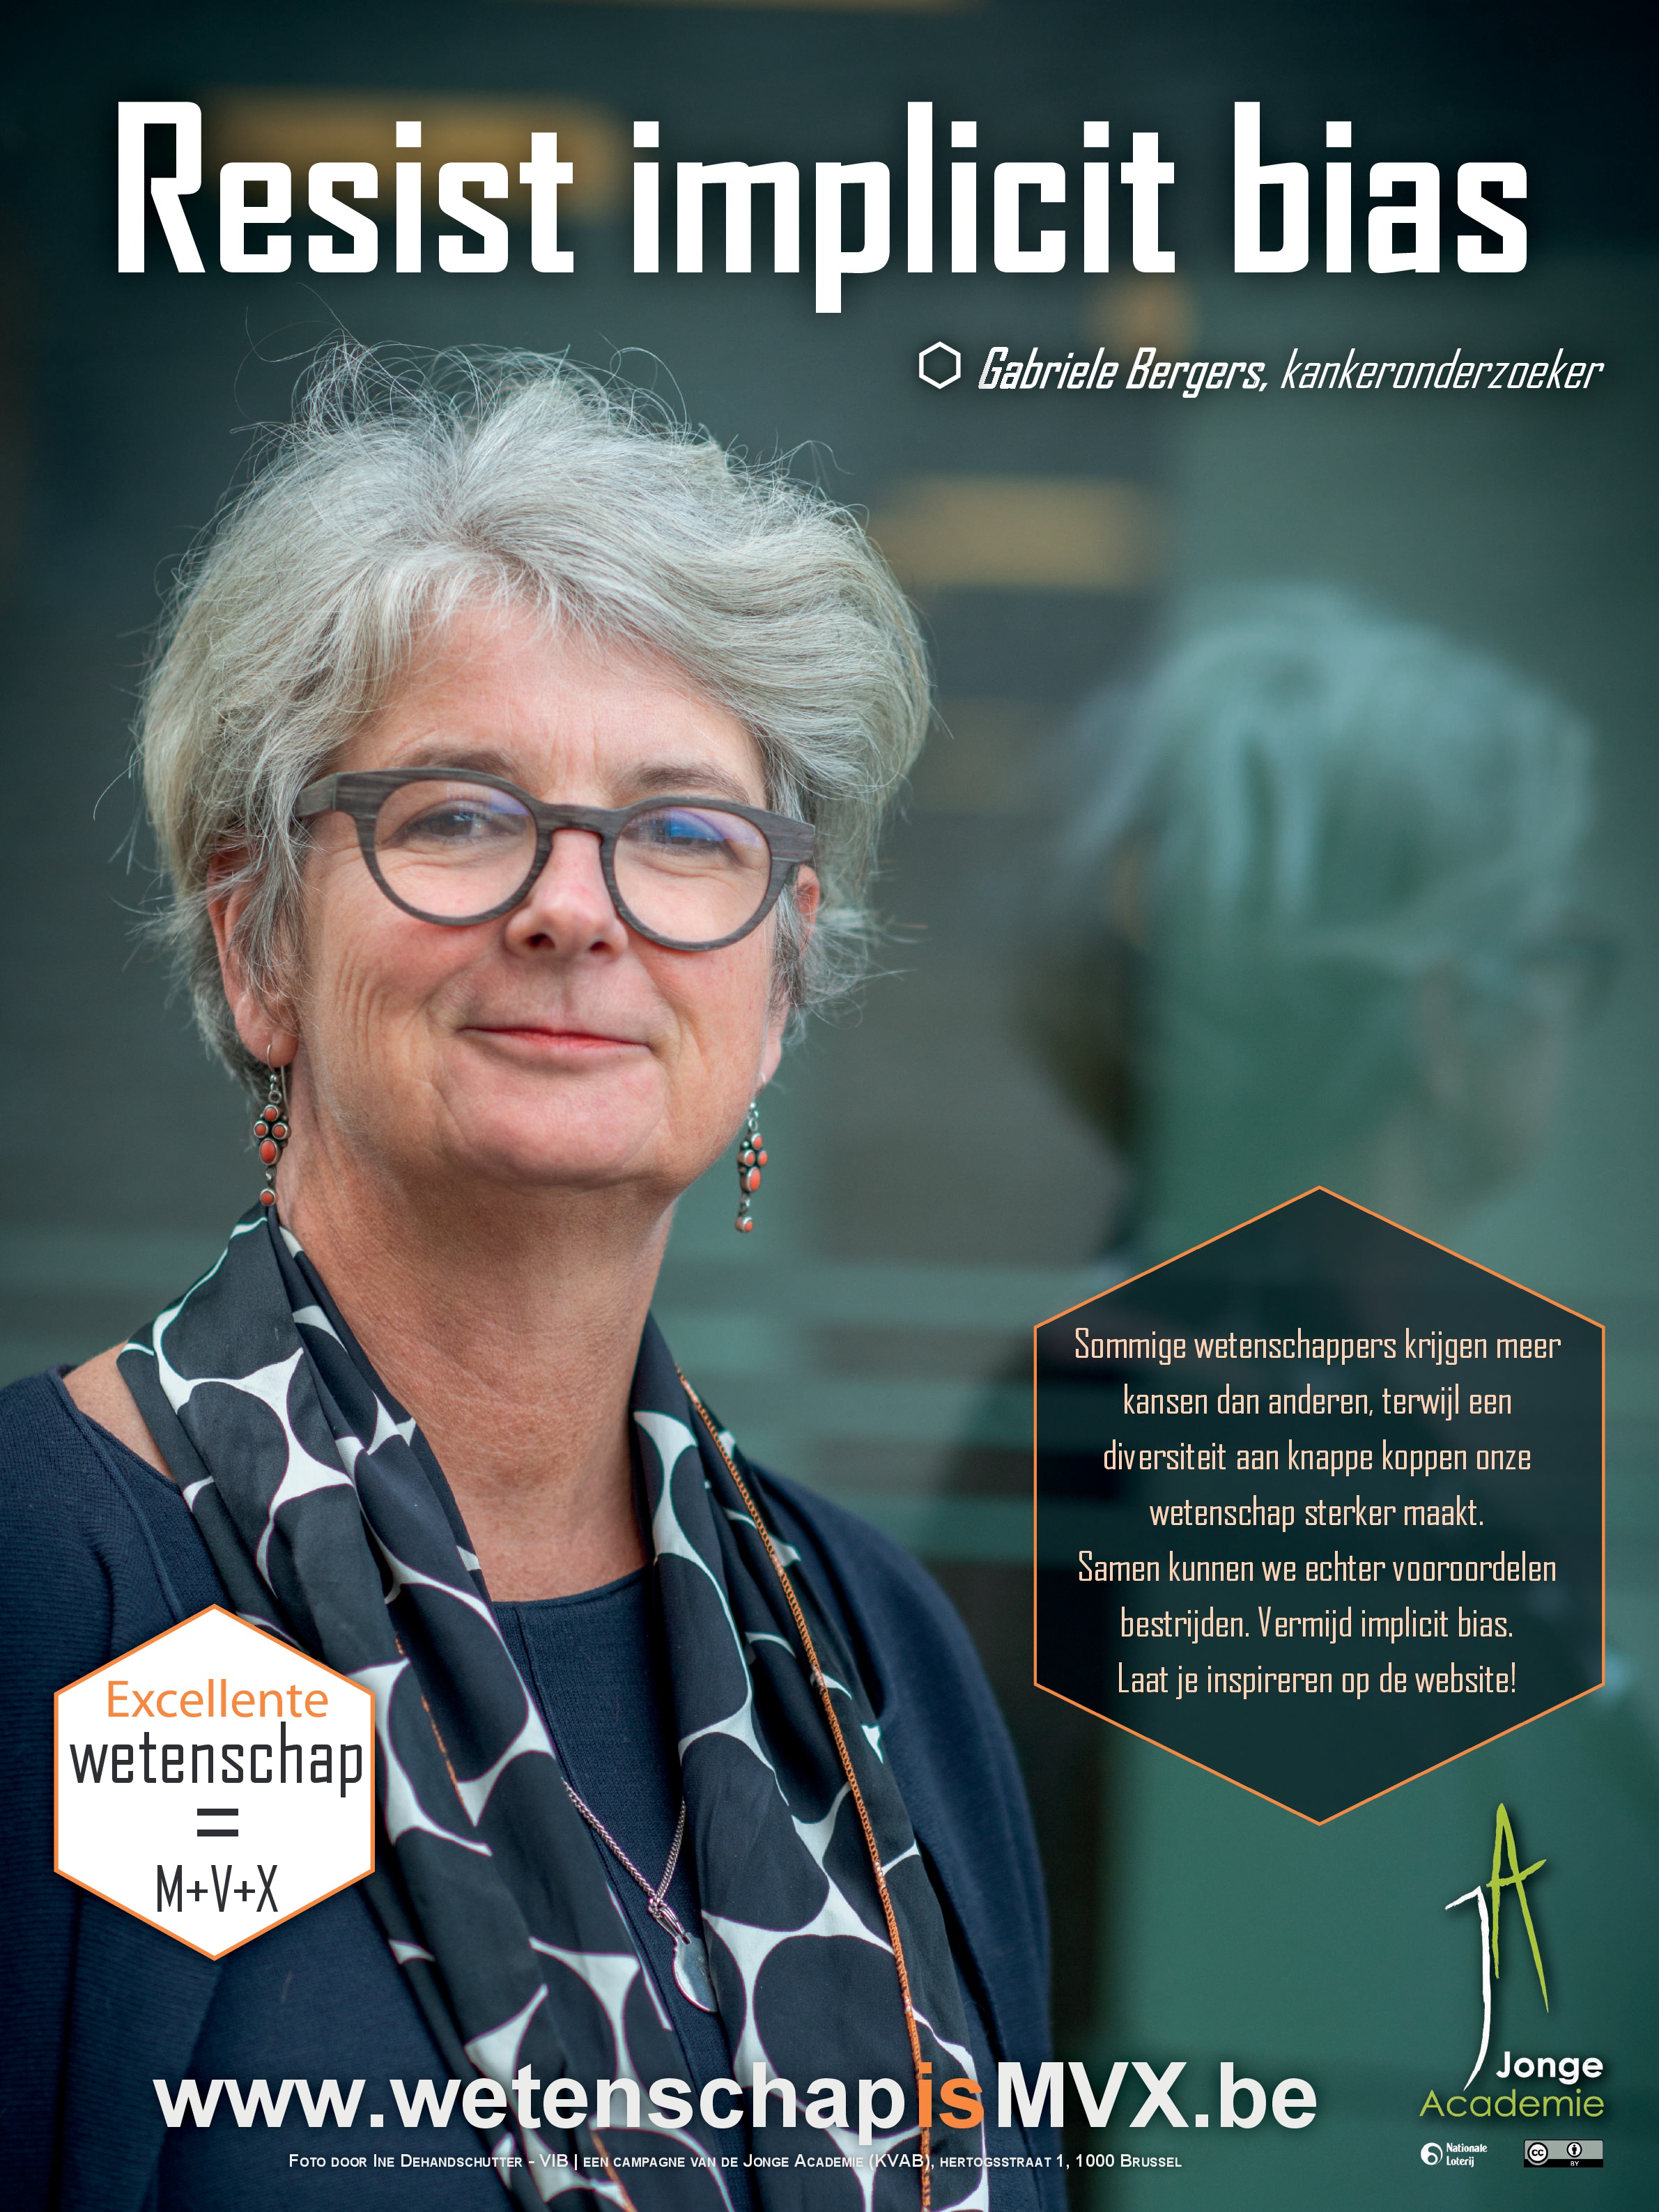 Resist implicit bias
Gabriele Bergers, kankeronderzoeker
Sommige wetenschappers krijgen meer
kansen dan anderen, terwijl een
diversiteit aan knappe koppen onze
wetenschap sterker maakt.
Samen kunnen we echter vooroordelen
bestrijden. Vermijd implicit bias.
Laat je inspireren op de website!
Excellente
wetenschap
=
M+V+X
JA
Jonge
Academie
www.wetenschapisMVX.be
Foto door Ine Dehandschutter - VIB | een campagne van de Jonge Academie (KVAB), hertogsstraat 1, 1000 Brussel
Nationale
Loterij
cc
BY